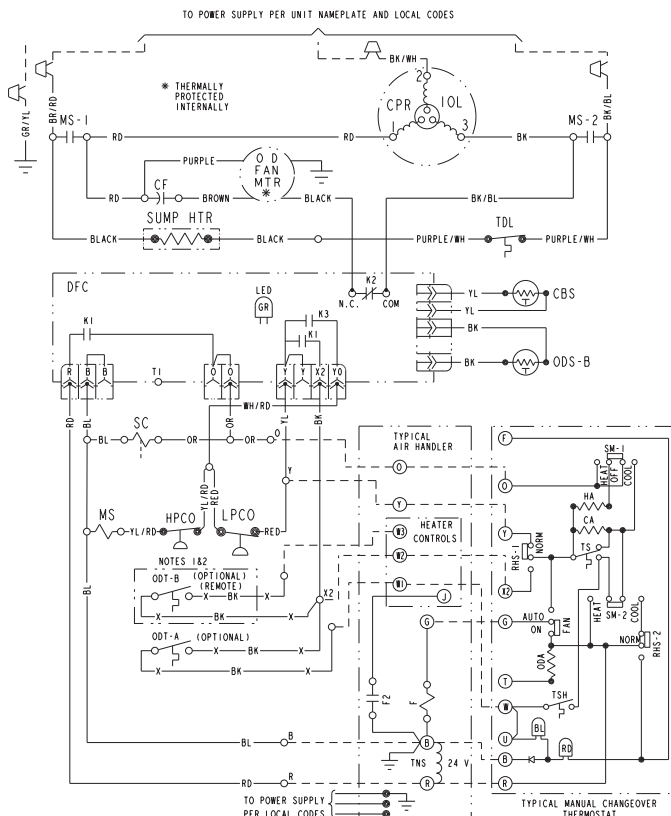 TO POWER SUPPLY PER UNIT NAMEPLATE AND LOCAL CODES
GR/YL
BR/RD
BK/WH
BK/BL
* THERMALLY
PROTECTED
INTERNALLY
CPR
IOL
2
1
3
MS-1
RD
RD
BK
MS-2
PURPLE
O D
FAN
MTR
*
RD
CF
BROWN
BLACK
BK/BL
SUMP HTR
TDL
BLACK
BLACK
PURPLE/WH
PURPLE/WH
DFC
LED
GR
K2
N.C.
COM
YL
CBS
YL
BK
BK
ODS-B
K1
K3
K1
R
B
B
T1
O
O
Y
Y
X2
YO
WH/RD
RD
BL
OR
YL
BK
BL
SC
OR
OR
O
Y
YL/RD
RED
MS
YL/RD
HPCO
LPCO
RED
NOTES 1&2
ODT-B
(OPTIONAL)
(REMOTE)
X
BK
X
X
BK
X
X2
ODT-A
(OPTIONAL)
X
BK
X
X
BK
X
BL
BL
B
RD
R
TYPICAL
AIR HANDLER
O
Y
W3
HEATER
CONTROLS
W2
W1
J
G
F2
F
B
TNS
24 V
R
TO POWER SUPPLY
PER LOCAL CODES
F
SM-1
HEAT
OFF
COOL
O
HA
CA
Y
RHS-1
NORM
TS
X2
HEAT
SM-2
COOL
G
AUTO
ON
FAN
NORM
RHS-2
ODA
T
TSH
W
U
BL
RD
B
R
TYPICAL MANUAL CHANGEOVER
THERMOSTAT